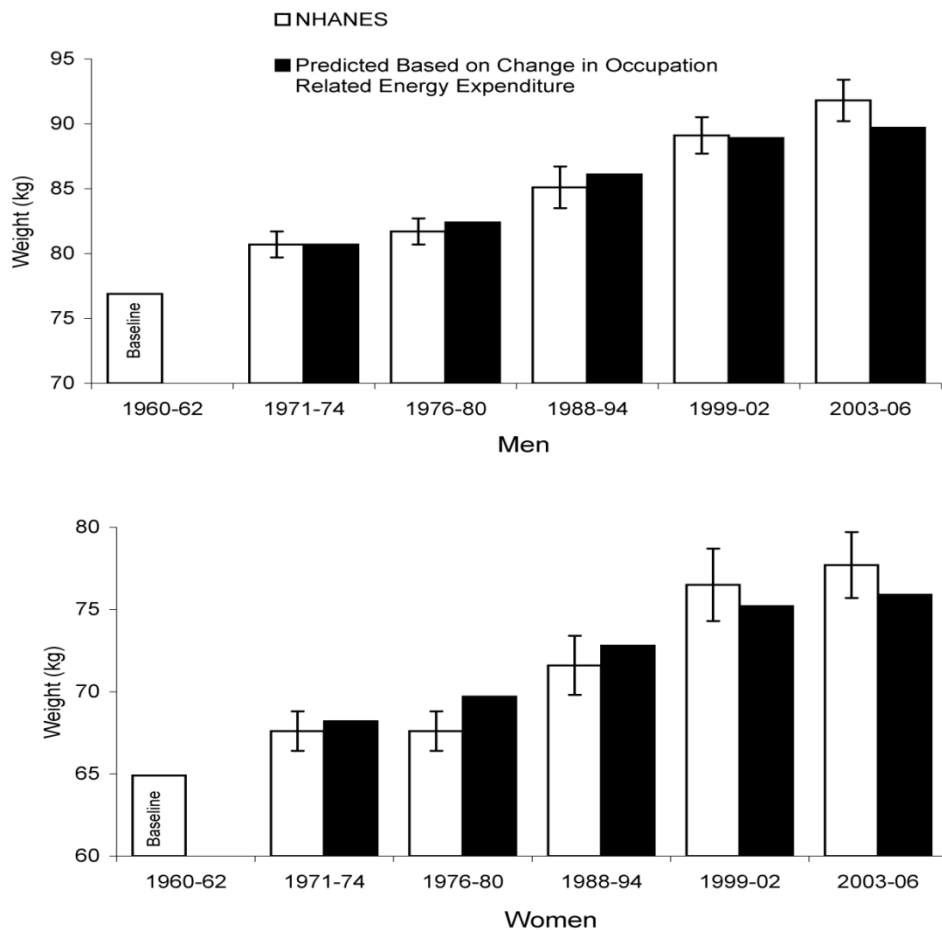 NHANES
Predicted Based on Change in Occupation
Related Energy Expenditure
95
90
85
80
75
70
Weight (kg)
Baseline
1960-62 1971-74 1976-80 1988-94 1999-02 2003-06
Men
80
75
70
65
60
Weight (kg)
Baseline
1960-62 1971-74 1976-80 1988-94 1999-02 2003-06
Women